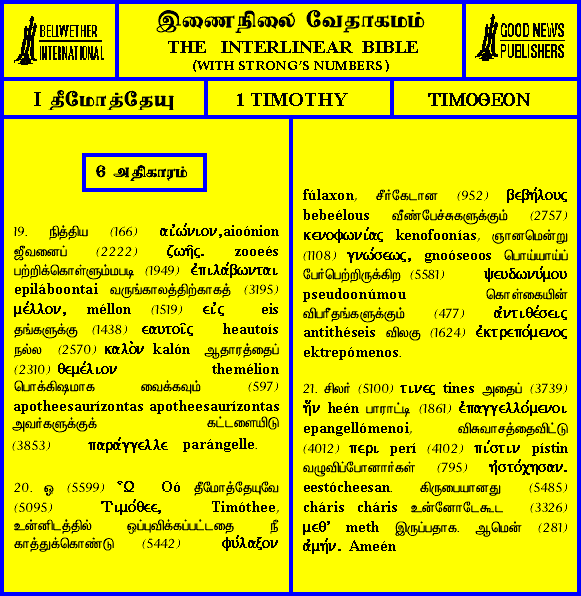 BELLWETHER
INTERNATIONAL
இணைநிலை வேதாகமம்
THE INTERLINEAR BIBLE
(WITH STRONG'S NUMBERS)
GOOD NEWS
PUBLISHERS
I தீமோத்தேயு
1 TIMOTHY
ΤΙΜΟΘΕΟΝ
6 அதிகாரம்
19. நித்திய (166) αἰώνιον,aioónion
ஜீவனைப் (2222) ζωῆς. zooeés
பற்றிக்கொள்ளும்படி (1949) ἐπιλάβωνται
epiláboontai வருங்காலத்திற்காகத் (3195)
μέλλον, méllon (1519) εἰς eis
தங்களுக்கு (1438) εαυτοῖς heautoís
நல்ல (2570) καλὸν kalón ஆதாரத்தைப்
(2310) θεμέλιον themélion
பொக்கிஷமாக வைக்கவும் (597)
apotheesaurízontas apotheesaurízontas
அவர்களுக்குக் கட்டளையிடு
(3853) παράγγελλε parángelle.
20. ஓ (5599) Ὦ Oó தீமோத்தேயுவே
(5095) Τιμόθεε, Timóthee,
உன்னிடத்தில் ஒப்புவிக்கப்பட்டதை நீ
காத்துக்கொண்டு (5442) φύλαξον
fúlaxon, சீர்கேடான (952) βεβήλους
bebeélous வீண்பேச்சுகளுக்கும் (2757)
κενοφωνίας kenofoonías, ஞானமென்று
(1108) γνώσεως, gnoóseoos பொய்யாய்ப்
பேர்பெற்றிருக்கிற (5581) ψευδωνύμου
pseudoonúmou கொள்கையின்
விபரீதங்களுக்கும் (477) ἀντιθέσεις
antithéseis விலகு (1624) ἐκτρεπόμενος
ektrepómenos.
21. சிலர் (5100) τινες tines அதைப் (3739)
ἥν heén பாராட்டி (1861) ἐπαγγελλόμενοι
epangellómenoi, விசுவாசத்தைவிட்டு
(4012) περι perí (4102) πίστιν pístin
வழுவிப்போனார்கள் (795) ἠστόχησαν.
eestócheesan. கிருபையானது (5485)
cháris cháris உன்னோடேகூட (3326)
μεθ' meth இருப்பதாக. ஆமென் (281)
ἀμήν. Ameén